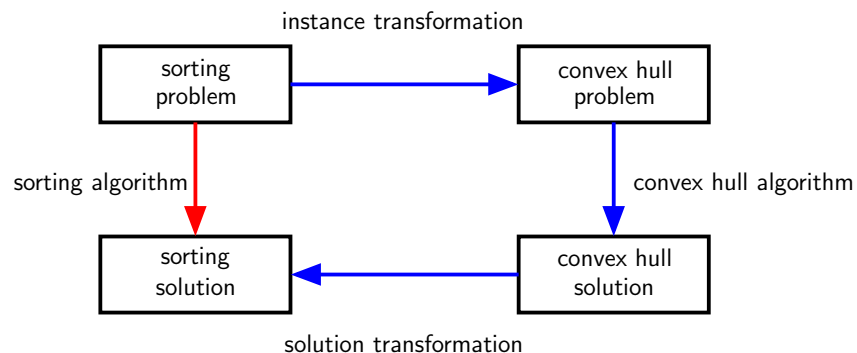 instance transformation
sorting
problem
convex hull
problem
sorting algorithm
convex hull algorithm
sorting
solution
convex hull
solution
solution transformation